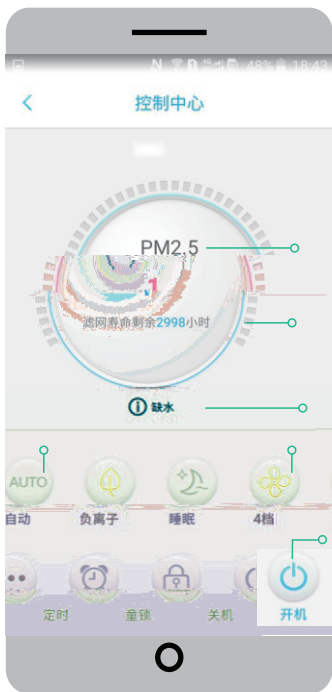 N 4G 48% 18:43
控制中心
PM2.5
1
滤网寿命剩余2998小时
缺水
AUTO
自动 负离子 睡眠 4档
定时 童锁 关机 开机